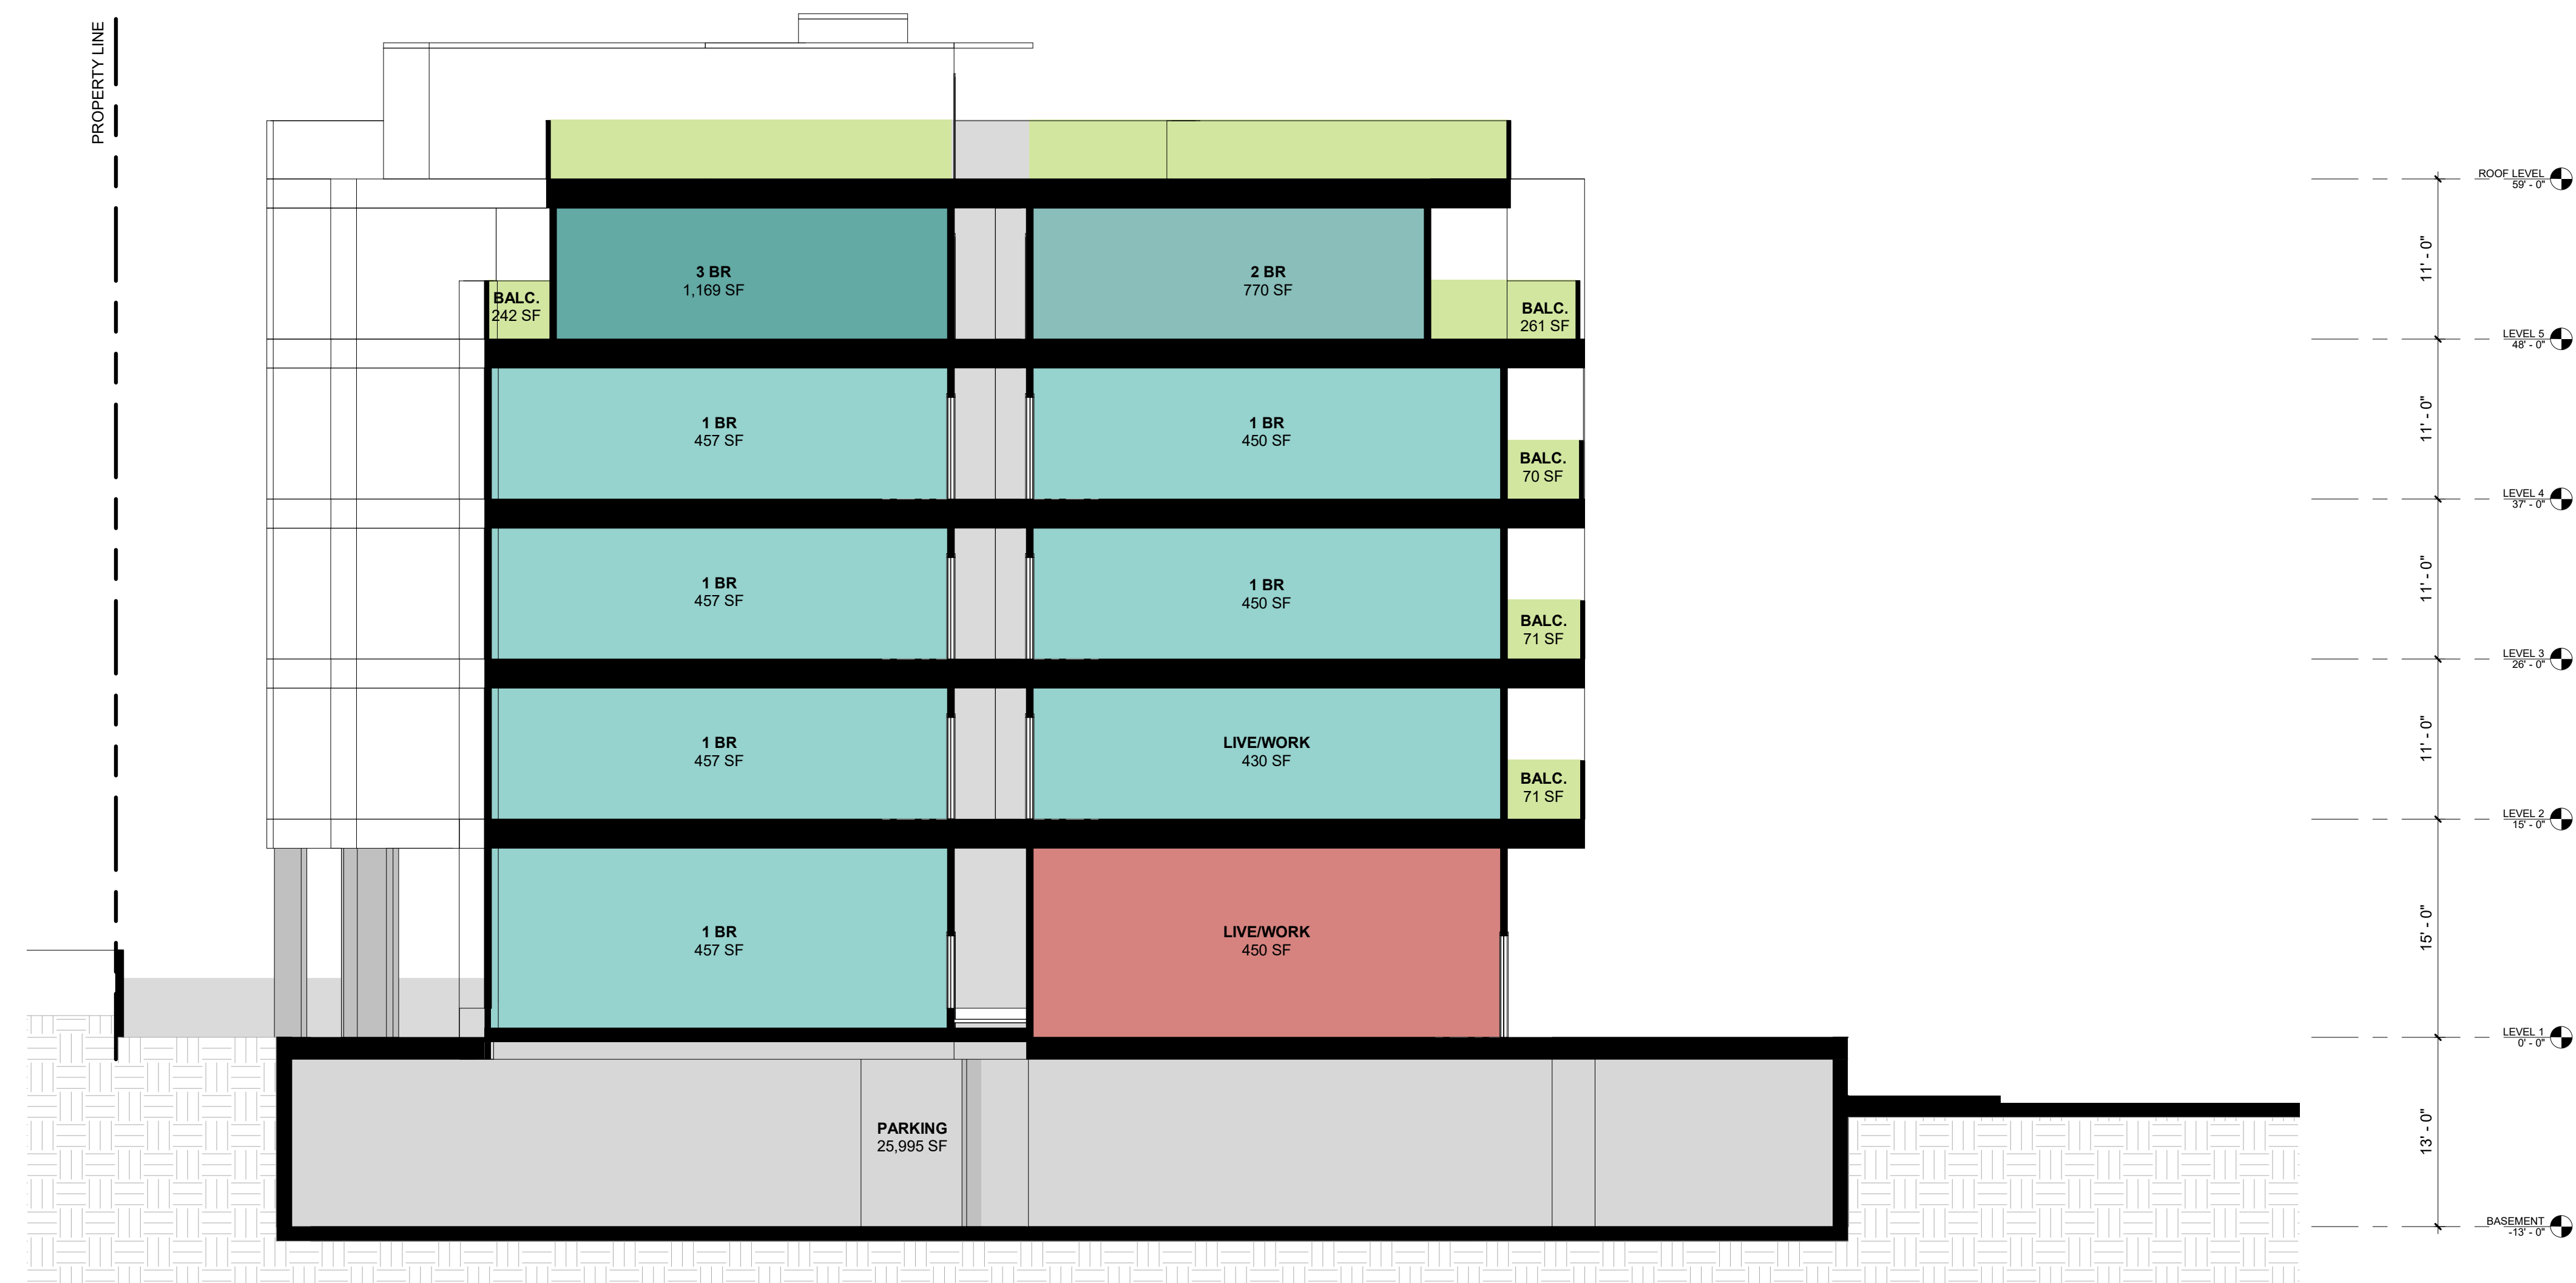 PROPERTY LINE
ROOF LEVEL
59' - 0"
11' - 0"
3 BR
1,169 SF
2 BR
770 SF
BALC.
242 SF
BALC.
261 SF
LEVEL 5
48' - 0"
11' - 0"
1 BR
457 SF
1 BR
450 SF
BALC.
70 SF
LEVEL 4
37' - 0"
11' - 0"
1 BR
457 SF
1 BR
450 SF
BALC.
71 SF
LEVEL 3
26' - 0"
11' - 0"
1 BR
457 SF
LIVE/WORK
430 SF
BALC.
71 SF
LEVEL 2
15' - 0"
15' - 0"
1 BR
457 SF
LIVE/WORK
450 SF
LEVEL 1
0' - 0"
13' - 0"
PARKING
25,995 SF
BASEMENT
-13' - 0"